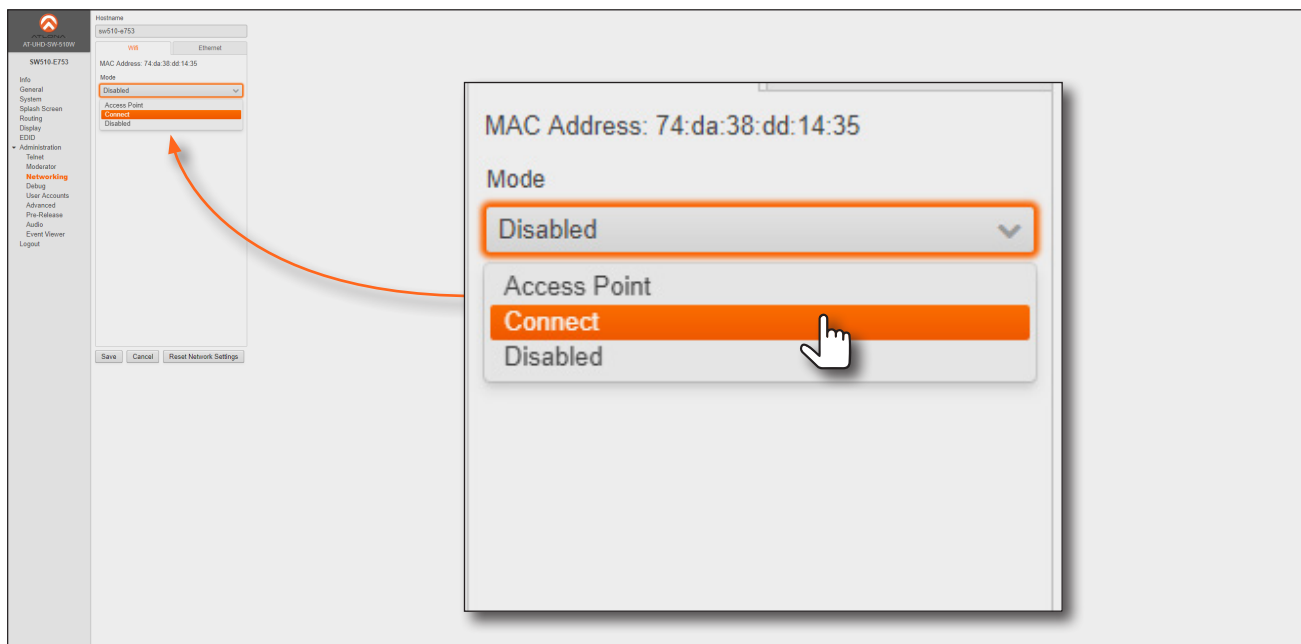 ATLONA
AT-UHD-SW-510W
SW510-E753
Info
General
System
Splash Screen
Routing
Display
EDID
Administration
Telnet
Moderator
Networking
Debug
User Accounts
Advanced
Pre-Release
Audio
Event Viewer
Logout
Hostname
sw510-e753
Wifi
Ethernet
MAC Address: 74:da:38:dd:14:35
Mode
Disabled
Access Point
Connect
Disabled
Save
Cancel
Reset Network Settings
MAC Address: 74:da:38:dd:14:35
Mode
Disabled
Access Point
Connect
Disabled